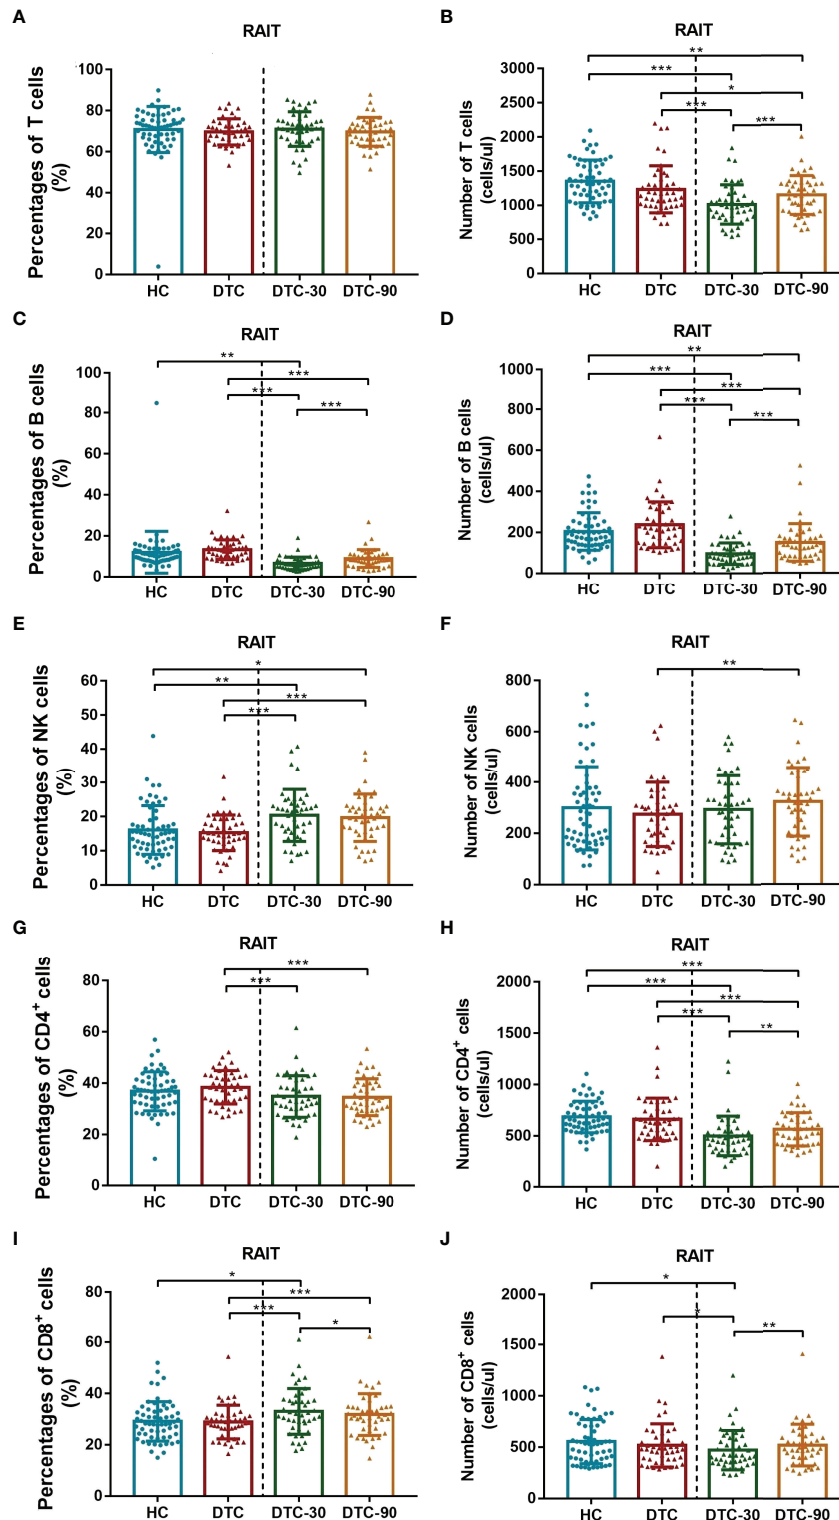 A
RAIT
Percentages of T cells
(%)
100
80
60
40
20
0
HC DTC DTC-30 DTC-90
B
RAIT
Number of T cells
(cells/ul)
3000
2500
2000
1500
1000
500
0
**
***
*
***
***
HC DTC DTC-30 DTC-90
C
RAIT
Percentages of B cells
(%)
100
80
60
40
20
0
**
***
***
***
HC DTC DTC-30 DTC-90
D
RAIT
Number of B cells
(cells/ul)
1000
800
600
400
200
0
**
***
***
***
***
HC DTC DTC-30 DTC-90
E
RAIT
Percentages of NK cells
(%)
60
50
40
30
20
10
0
*
**
***
***
HC DTC DTC-30 DTC-90
F
RAIT
Number of NK cells
(cells/ul)
800
600
400
200
0
**
HC DTC DTC-30 DTC-90
G
RAIT
Percentages of CD4⁺ cells
(%)
80
60
40
20
0
***
***
HC DTC DTC-30 DTC-90
H
RAIT
Number of CD4⁺ cells
(cells/ul)
2000
1500
1000
500
0
***
***
***
***
**
HC DTC DTC-30 DTC-90
I
RAIT
Percentages of CD8⁺ cells
(%)
80
60
40
20
0
*
***
***
*
HC DTC DTC-30 DTC-90
J
RAIT
Number of CD8⁺ cells
(cells/ul)
2000
1500
1000
500
0
*
*
**
HC DTC DTC-30 DTC-90